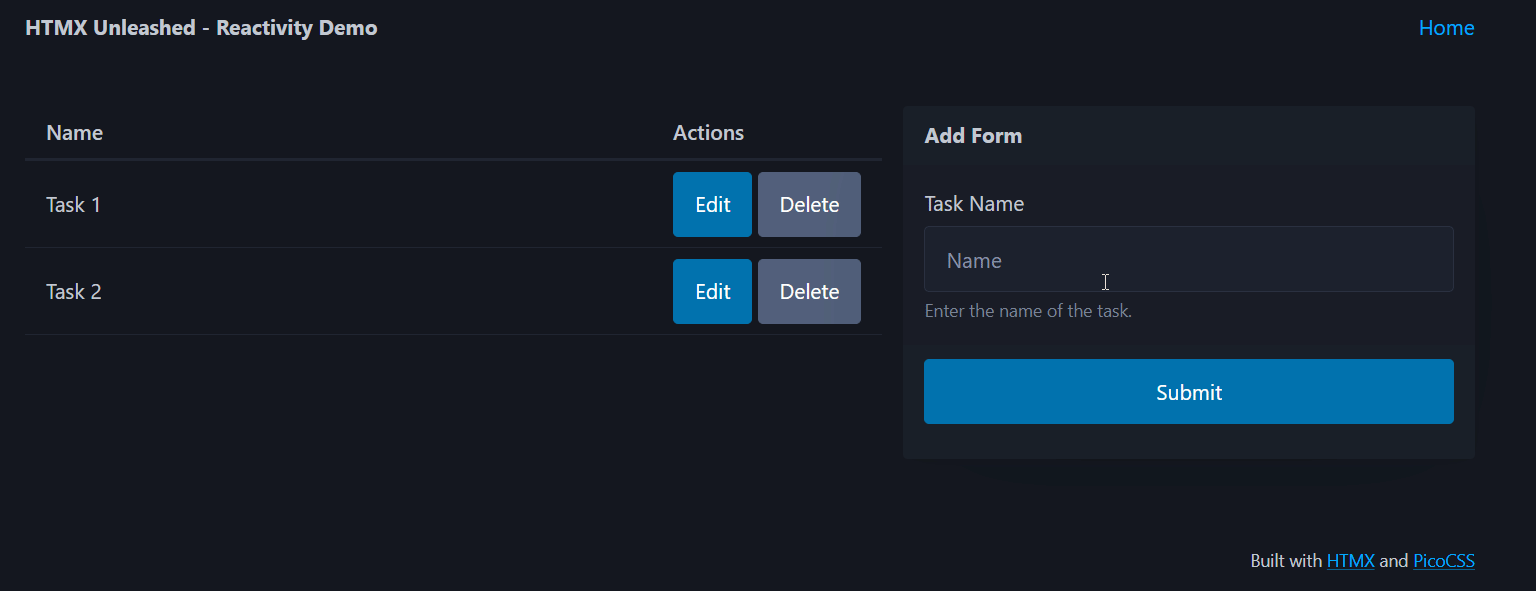 HTMX Unleashed - Reactivity Demo
Home
Name
Actions
Task 1
Edit
Delete
Task 2
Edit
Delete
Add Form
Task Name
Name
Enter the name of the task.
Submit
Built with HTMX and PicoCSS